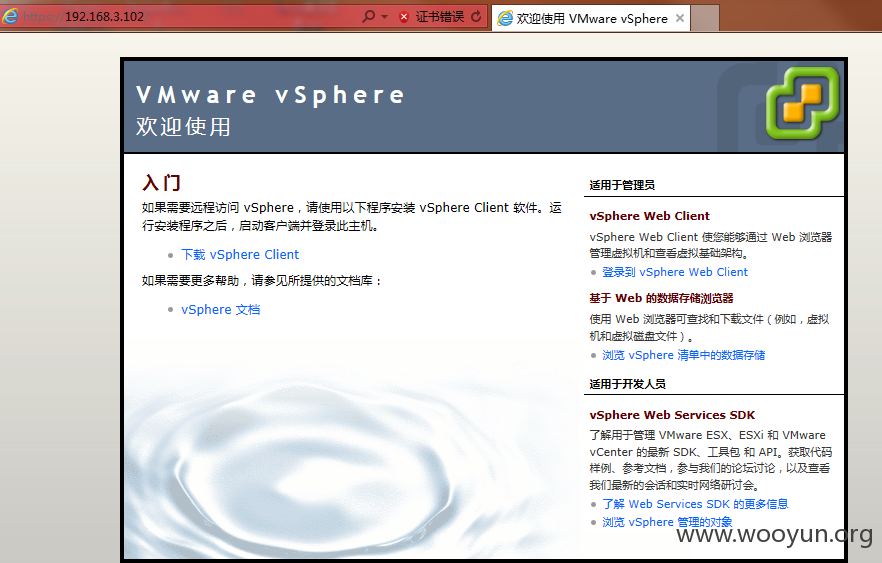 https://192.168.3.102
证书错误
欢迎使用 VMware vSphere
VMware vSphere
欢迎使用
入门
如果需要远程访问 vSphere，请使用以下程序安装 vSphere Client 软件。运
行安装程序之后，启动客户端并登录此主机。
下载 vSphere Client
如果需要更多帮助，请参见所提供的文档库：
vSphere 文档
适用于管理员
vSphere Web Client
vSphere Web Client 使您能够通过 Web 浏览器
管理虚拟机和查看虚拟基础架构。
登录到 vSphere Web Client
基于 Web 的数据存储浏览器
使用 Web 浏览器可查找和下载文件（例如，虚拟
机和虚拟磁盘文件）。
浏览 vSphere 清单中的数据存储
适用于开发人员
vSphere Web Services SDK
了解用于管理 VMware ESX、ESXi 和 VMware
vCenter 的最新 SDK、工具包 和 API。获取代码
样例、参考文档，参与我们的论坛讨论，以及查看
我们最新的会话和实时网络研讨会。
了解 Web Services SDK 的更多信息
浏览 vSphere 管理的对象
www.wooyun.org